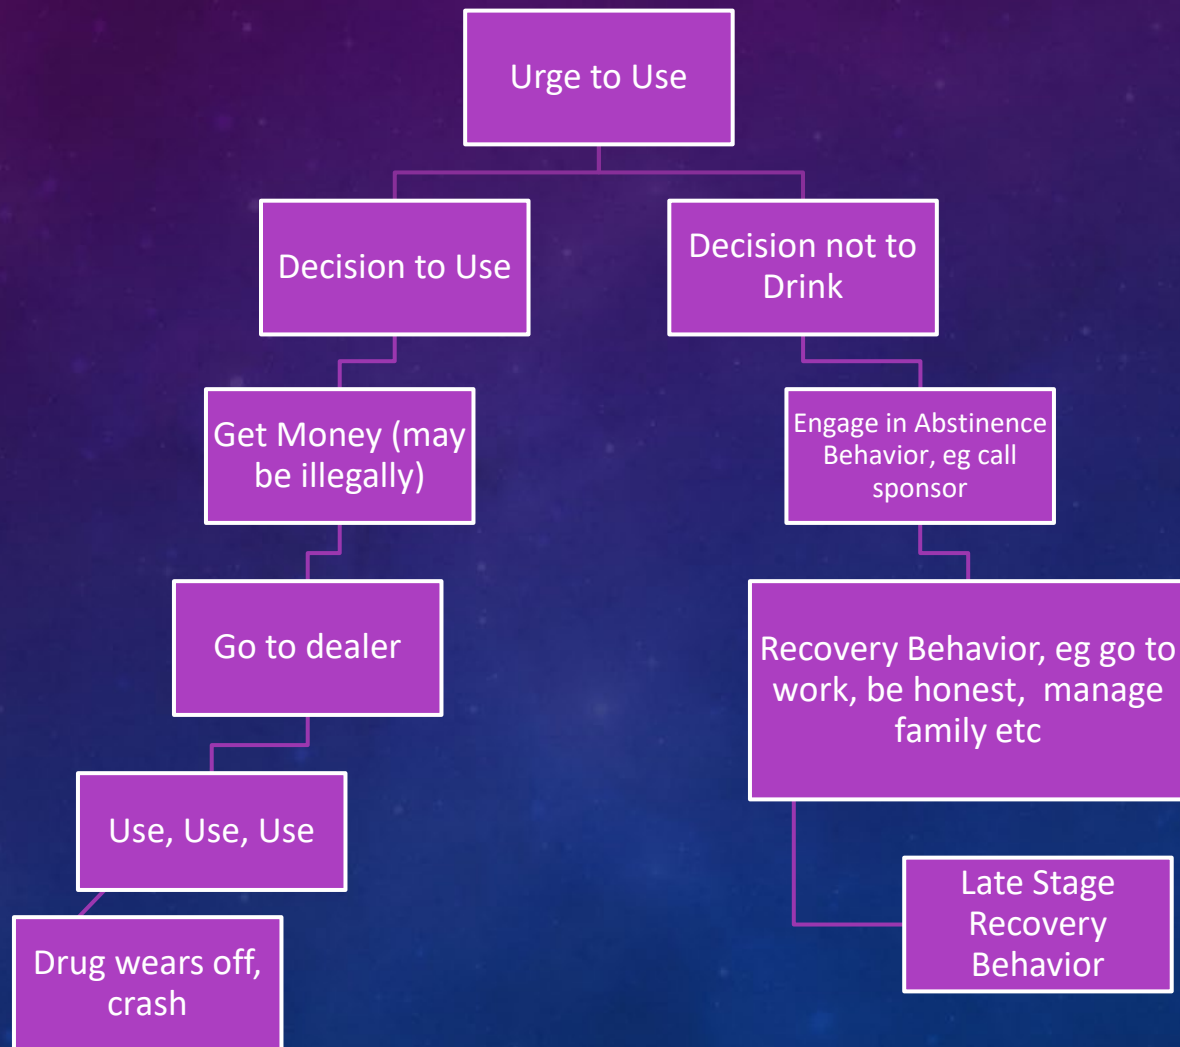 Urge to Use
Decision to Use
Decision not to
Drink
Get Money (may
be illegally)
Engage in Abstinence
Behavior, eg call
sponsor
Go to dealer
Recovery Behavior, eg go to
work, be honest, manage
family etc
Use, Use, Use
Late Stage
Recovery
Behavior
Drug wears off,
crash